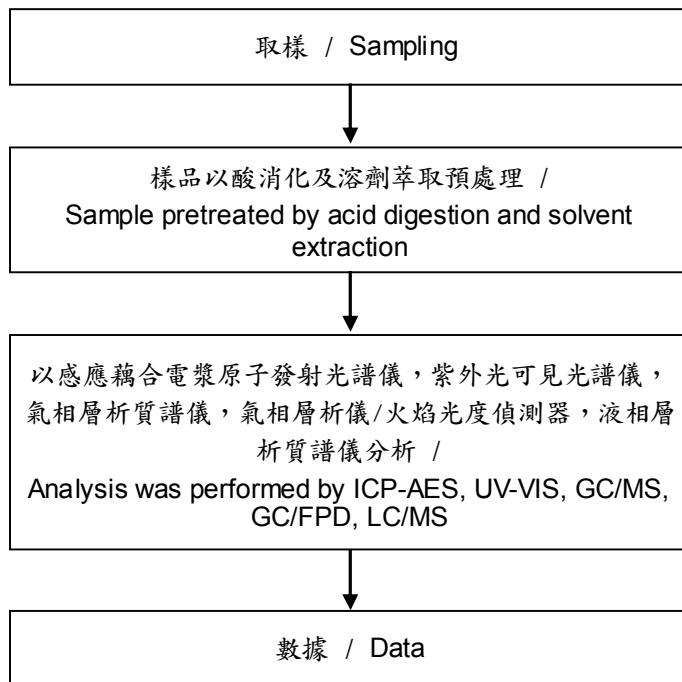 取樣 / Sampling
樣品以酸消化及溶劑萃取預處理 /
Sample pretreated by acid digestion and solvent
extraction
以感應藕合電漿原子發射光譜儀，紫外光可見光譜儀，
氣相層析質譜儀，氣相層析儀/火焰光度偵測器，液相層
析質譜儀分析 /
Analysis was performed by ICP-AES, UV-VIS, GC/MS,
GC/FPD, LC/MS
數據 / Data